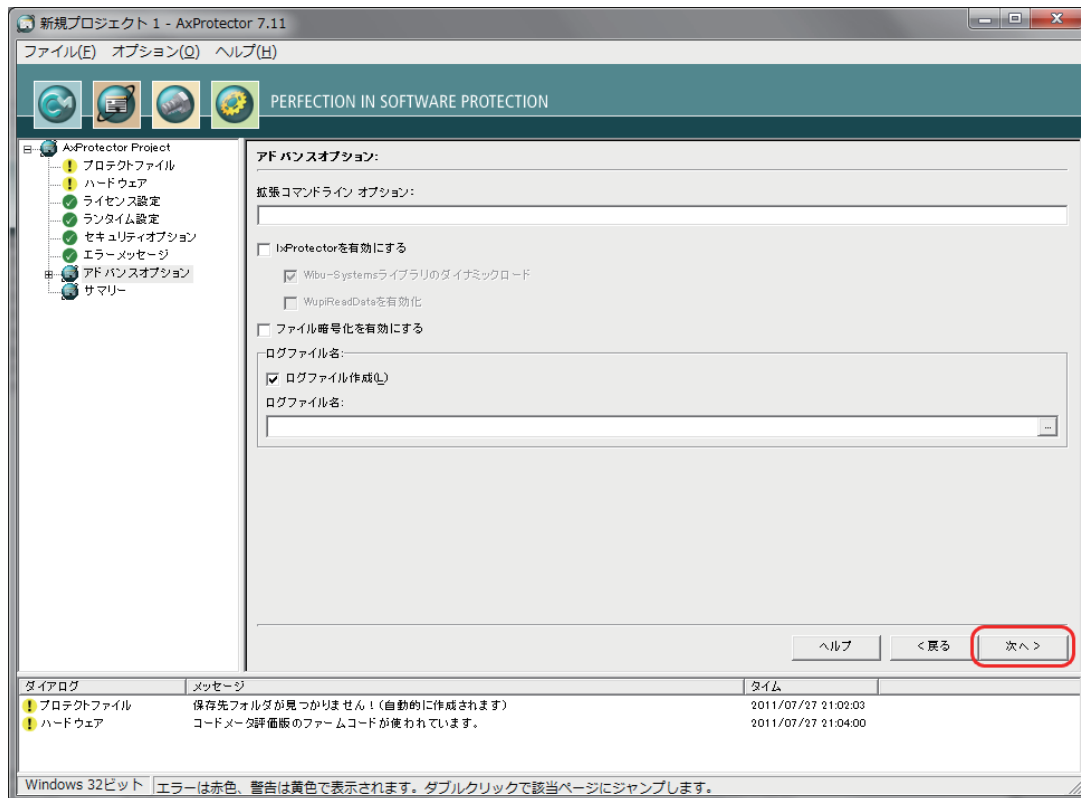 新規プロジェクト 1 - AxProtector 7.11
ファイル(F) オプション(O) ヘルプ(H)
PERFECTION IN SOFTWARE PROTECTION
AxProtector Project
プロテクトファイル
ハードウェア
ライセンス設定
ランタイム設定
セキュリティオプション
エラーメッセージ
アドバンスオプション
サマリー
アドバンスオプション:
拡張コマンドライン オプション:
IxProtectorを有効にする
Wibu-Systemsライブラリのダイナミックロード
WupiReadDataを有効化
ファイル暗号化を有効にする
ログファイル名:
ログファイル作成(L)
ログファイル名:
...
ヘルプ <戻る 次へ>
ダイアログ メッセージ タイム
プロテクトファイル 保存先フォルダが見つかりません!(自動的に作成されます) 2011/07/27 21:02:03
ハードウェア コードメータ評価版のファームコードが使われています。 2011/07/27 21:04:00
Windows 32ビット エラーは赤色、警告は黄色で表示されます。ダブルクリックで該当ページにジャンプします。